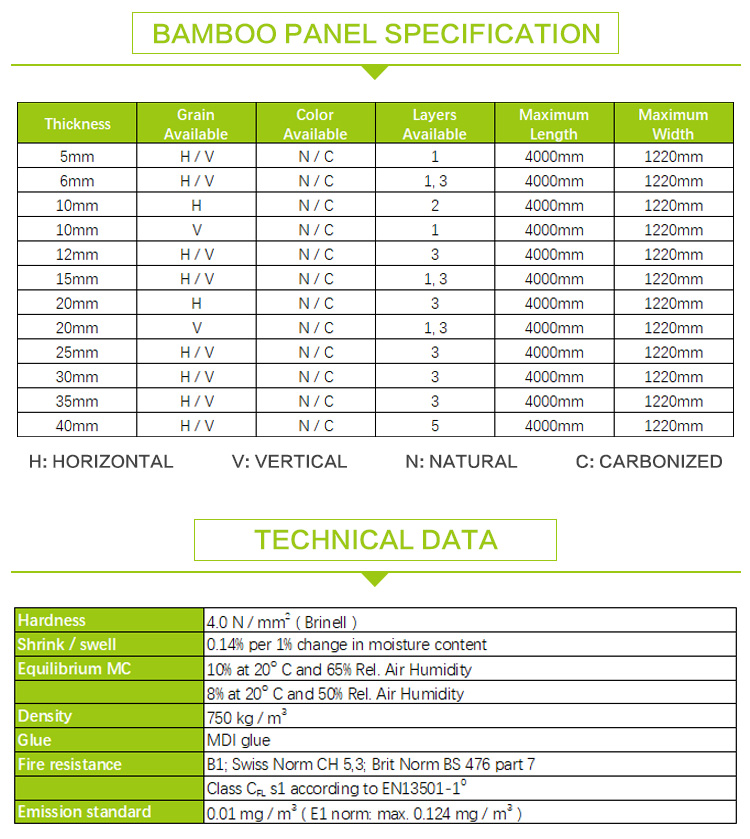 BAMBOO PANEL SPECIFICATION
Thickness Grain Available Color Available Layers Available Maximum Length Maximum Width
5mm H / V N / C 1 4000mm 1220mm
6mm H / V N / C 1, 3 4000mm 1220mm
10mm H N / C 2 4000mm 1220mm
10mm V N / C 1 4000mm 1220mm
12mm H / V N / C 3 4000mm 1220mm
15mm H / V N / C 1, 3 4000mm 1220mm
20mm H N / C 3 4000mm 1220mm
20mm V N / C 1, 3 4000mm 1220mm
25mm H / V N / C 3 4000mm 1220mm
30mm H / V N / C 3 4000mm 1220mm
35mm H / V N / C 3 4000mm 1220mm
40mm H / V N / C 5 4000mm 1220mm
H: HORIZONTAL V: VERTICAL N: NATURAL C: CARBONIZED
TECHNICAL DATA
Hardness 4.0 N / mm² ( Brinell )
Shrink / swell 0.14% per 1% change in moisture content
Equilibrium MC 10% at 20° C and 65% Rel. Air Humidity
8% at 20° C and 50% Rel. Air Humidity
Density 750 kg / m³
Glue MDI glue
Fire resistance B1; Swiss Norm CH 5,3; Brit Norm BS 476 part 7
Class CFL s1 according to EN13501-1°
Emission standard 0.01 mg / m³ ( E1 norm: max. 0.124 mg / m³ )